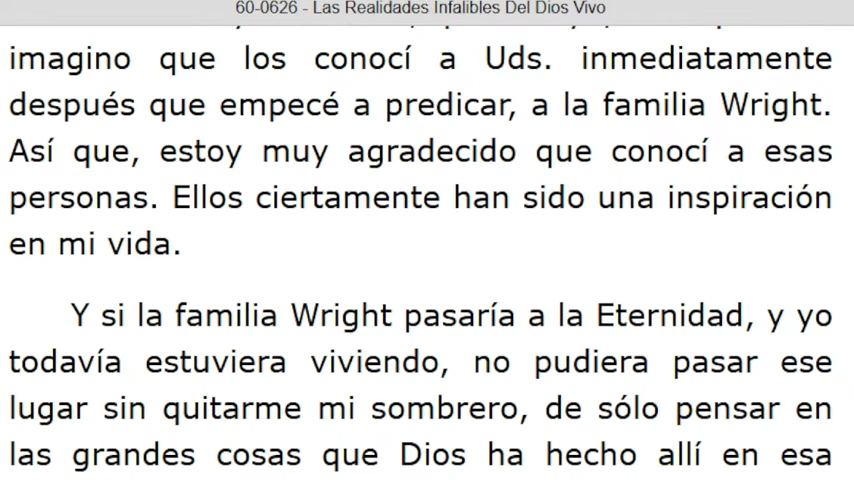 60-0626 - Las Realidades Infalibles Del Dios Vivo
imagino que los conocí a Uds. inmediatamente
después que empecé a predicar, a la familia Wright.
Así que, estoy muy agradecido que conocí a esas
personas. Ellos ciertamente han sido una inspiración
en mi vida.
Y si la familia Wright pasaría a la Eternidad, y yo
todavía estuviera viviendo, no pudiera pasar ese
lugar sin quitarme mi sombrero, de sólo pensar en
las grandes cosas que Dios ha hecho allí en esa